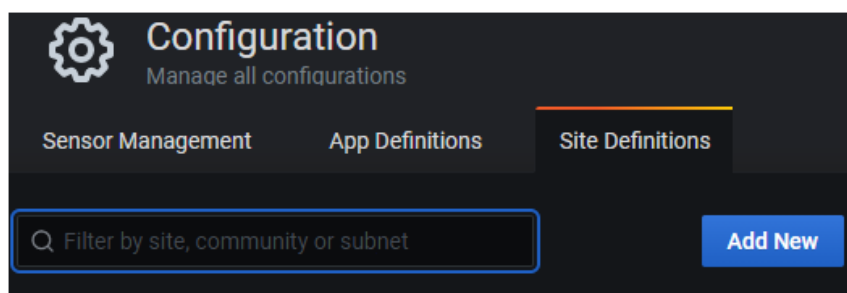 Configuration
Manage all configurations
Sensor Management App Definitions Site Definitions
Filter by site, community or subnet Add New